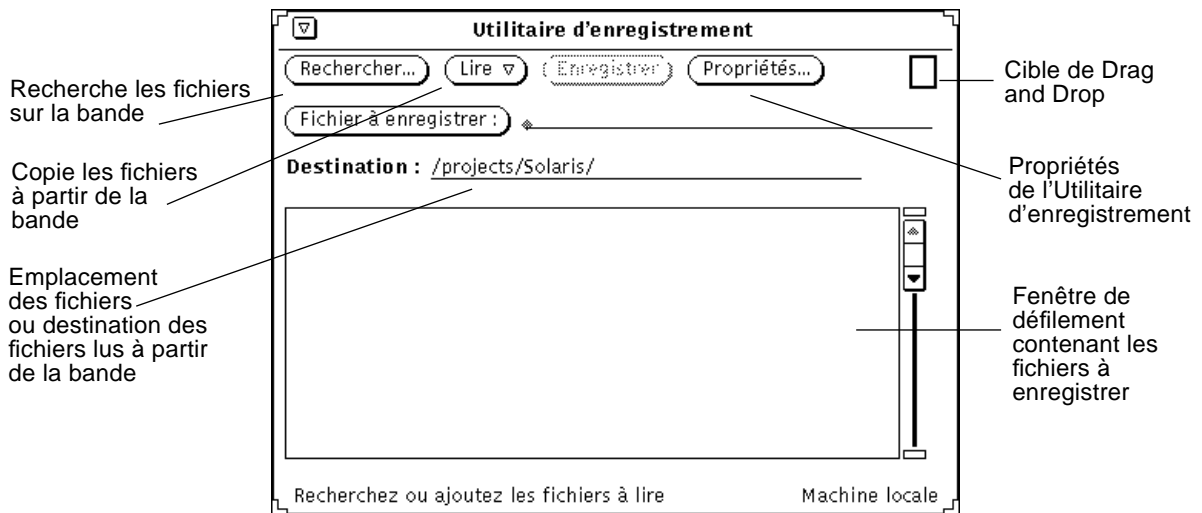 Utilitaire d'enregistrement
Rechercher...
Lire
Enregistrer
Propriétés...
Fichier à enregistrer :
Destination : /projects/Solaris/
Recherchez ou ajoutez les fichiers à lire
Machine locale
Recherche les fichiers
sur la bande
Copie les fichiers
à partir de la
bande
Emplacement
des fichiers
ou destination des
fichiers lus à partir
de la bande
Cible de Drag
and Drop
Propriétés
de l'Utilitaire
d'enregistrement
Fenêtre de
défilement
contenant les
fichiers à
enregistrer